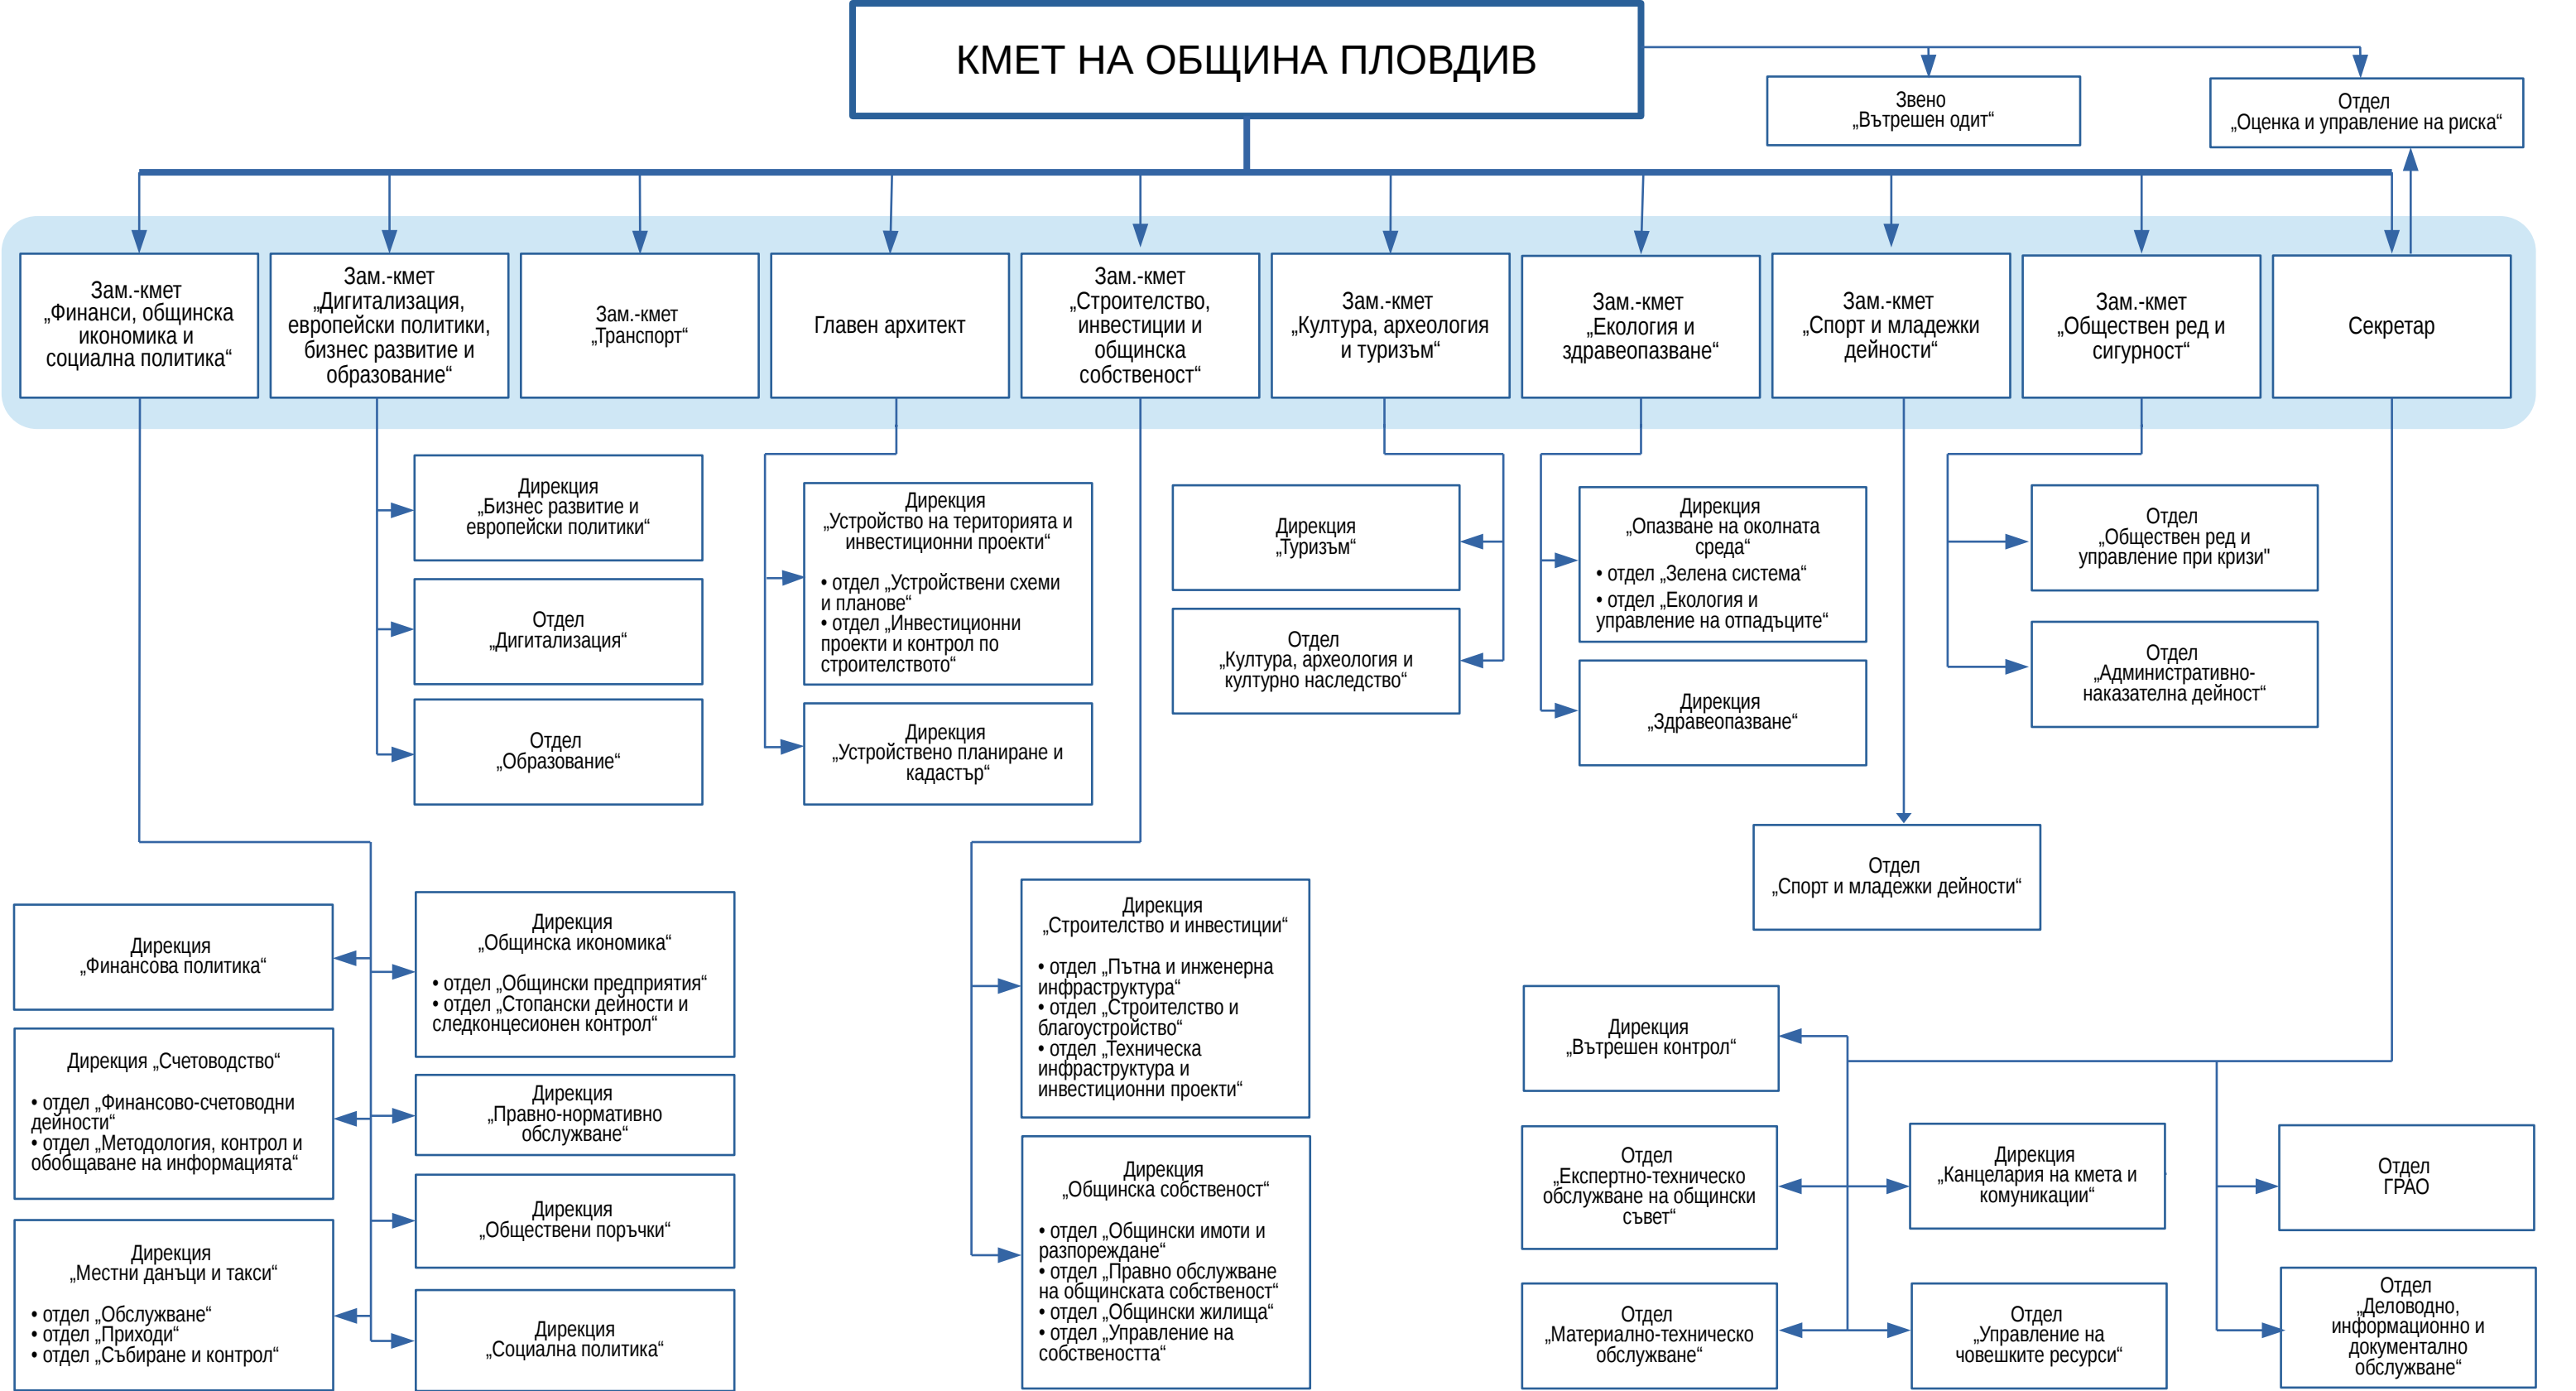 КМЕТ НА ОБЩИНА ПЛОВДИВ
Звено
„Вътрешен одит“
Отдел
„Оценка и управление на риска“
Зам.-кмет
„Финанси, общинска
икономика и
социална политика“
Зам.-кмет
„Дигитализация,
европейски политики,
бизнес развитие и
образование“
Зам.-кмет
„Транспорт“
Главен архитект
Зам.-кмет
„Строителство,
инвестиции и
общинска
собственост“
Зам.-кмет
„Култура, археология
и туризъм“
Зам.-кмет
„Екология и
здравеопазване“
Зам.-кмет
„Спорт и младежки
дейности“
Зам.-кмет
„Обществен ред и
сигурност“
Секретар
Дирекция
„Бизнес развитие и
европейски политики“
Отдел
„Дигитализация“
Отдел
„Образование“
Дирекция
„Устройство на територията и
инвестиционни проекти“
• отдел „Устройствени схеми
и планове“
• отдел „Инвестиционни
проекти и контрол по
строителството“
Дирекция
„Устройствено планиране и
кадастър“
Дирекция
„Туризъм“
Отдел
„Култура, археология и
културно наследство“
Дирекция
„Опазване на околната
среда“
• отдел „Зелена система“
• отдел „Екология и
управление на отпадъците“
Дирекция
„Здравеопазване“
Отдел
„Обществен ред и
управление при кризи"
Отдел
„Административно-
наказателна дейност“
Отдел
„Спорт и младежки дейности“
Дирекция
„Финансова политика“
Дирекция „Счетоводство“
• отдел „Финансово-счетоводни
дейности“
• отдел „Методология, контрол и
обобщаване на информацията“
Дирекция
„Местни данъци и такси“
• отдел „Обслужване“
• отдел „Приходи“
• отдел „Събиране и контрол“
Дирекция
„Общинска икономика“
• отдел „Общински предприятия“
• отдел „Стопански дейности и
следконцесионен контрол“
Дирекция
„Правно-нормативно
обслужване“
Дирекция
„Обществени поръчки“
Дирекция
„Социална политика“
Дирекция
„Строителство и инвестиции“
• отдел „Пътна и инженерна
инфраструктура“
• отдел „Строителство и
благоустройство“
• отдел „Техническа
инфраструктура и
инвестиционни проекти“
Дирекция
„Общинска собственост“
• отдел „Общински имоти и
разпореждане“
• отдел „Правно обслужване
на общинската собственост“
• отдел „Общински жилища“
• отдел „Управление на
собствеността“
Дирекция
„Вътрешен контрол“
Отдел
„Експертно-техническо
обслужване на общински
съвет“
Отдел
„Материално-техническо
обслужване“
Дирекция
„Канцелария на кмета и
комуникации“
Отдел
„Управление на
човешките ресурси“
Отдел
ГРАО
Отдел
„Деловодно,
информационно и
документално
обслужване“